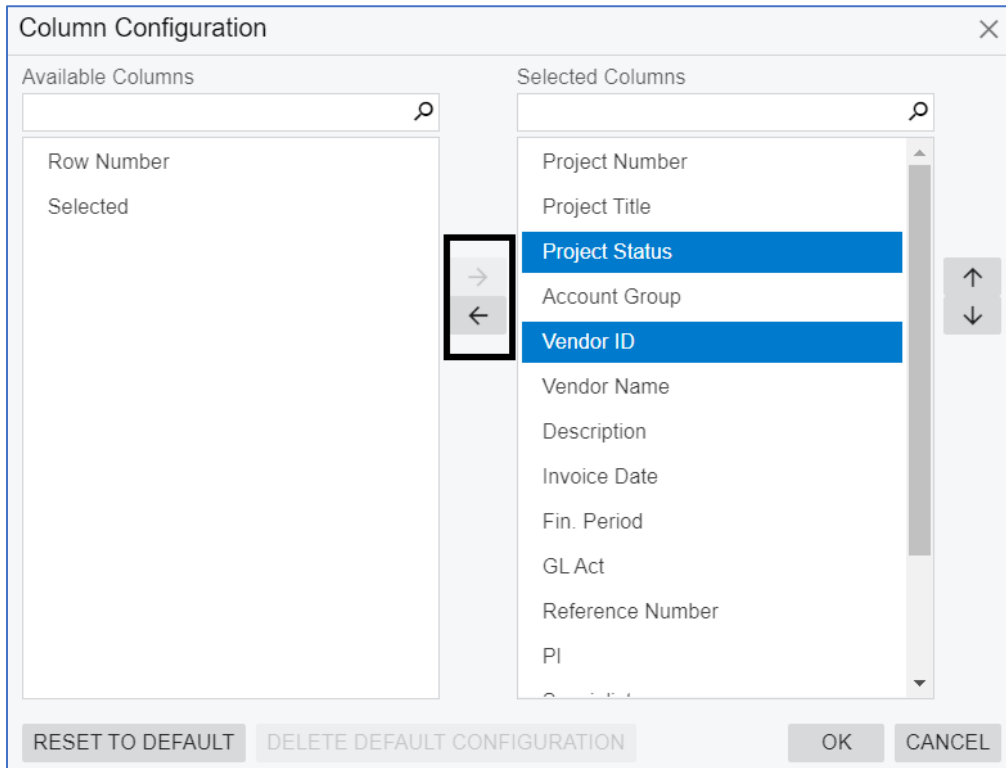 Column Configuration
Available Columns
Selected Columns
Row Number
Selected
Project Number
Project Title
Project Status
Account Group
Vendor ID
Vendor Name
Description
Invoice Date
Fin. Period
GL Act
Reference Number
PI
RESET TO DEFAULT
DELETE DEFAULT CONFIGURATION
OK
CANCEL